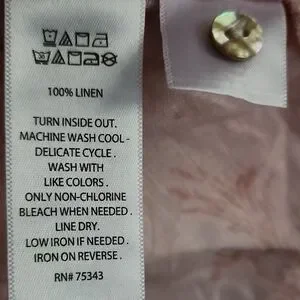 100% LINEN
TURN INSIDE OUT.
MACHINE WASH COOL -
DELICATE CYCLE .
WASH WITH
LIKE COLORS .
ONLY NON-CHLORINE
BLEACH WHEN NEEDED .
LINE DRY.
LOW IRON IF NEEDED .
IRON ON REVERSE .
RN# 75343